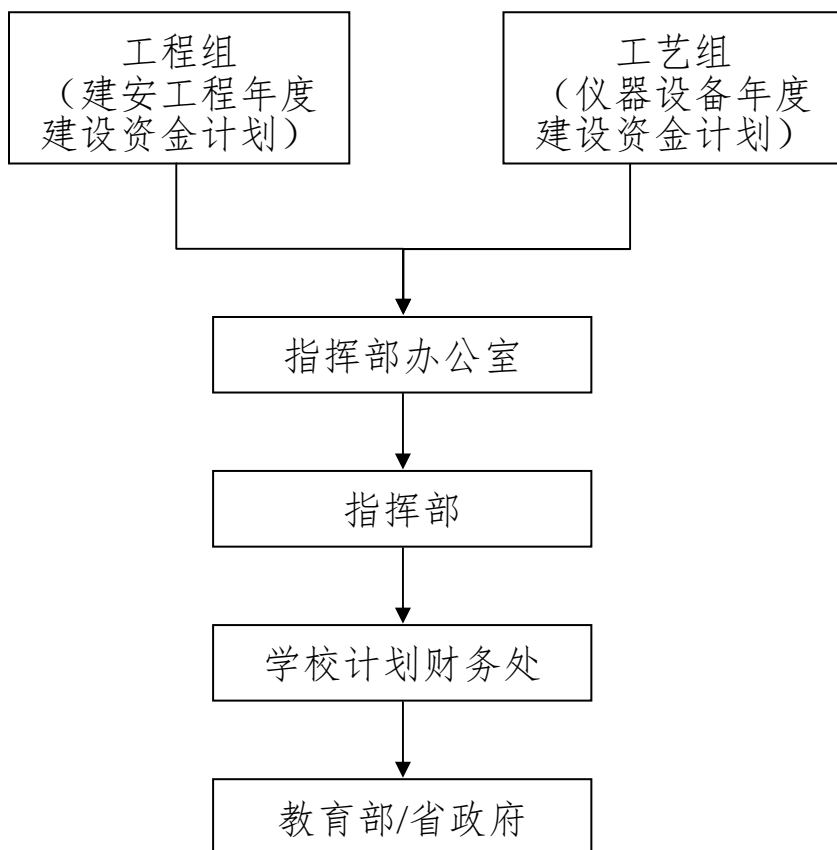 工程组
（建安工程年度
建设资金计划）
工艺组
（仪器设备年度
建设资金计划）
指挥部办公室
指挥部
学校计划财务处
教育部/省政府